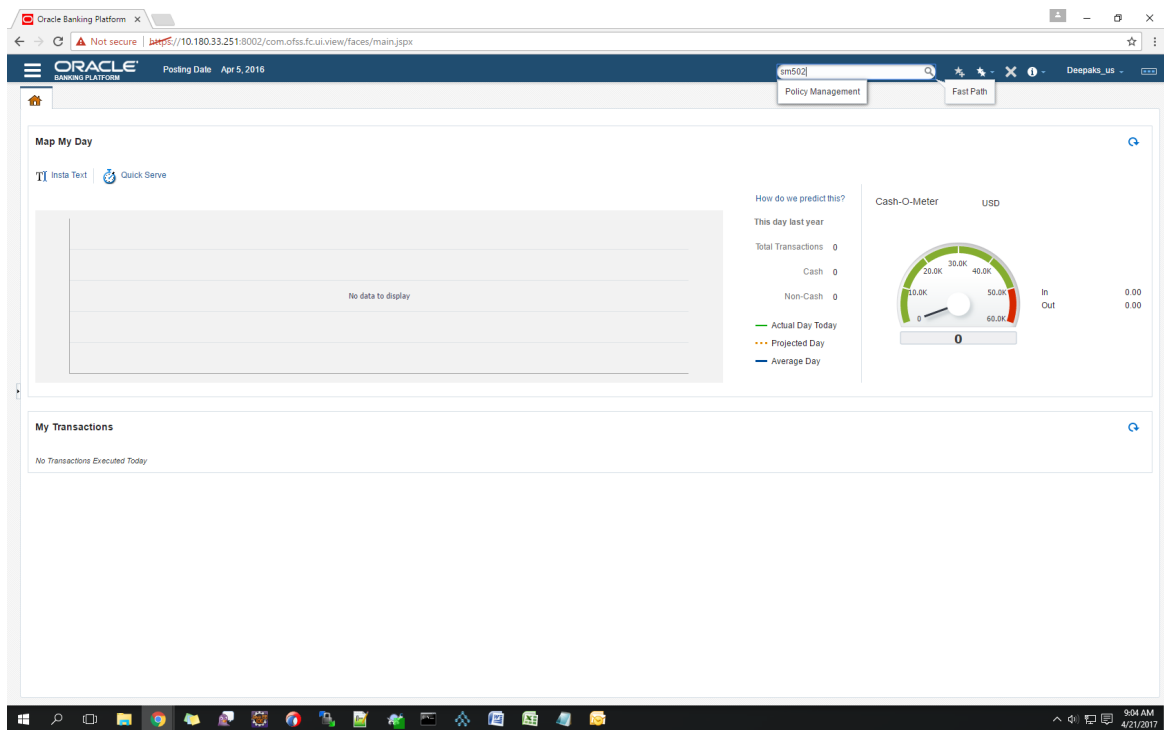 Oracle Banking Platform
Not secure | https://10.180.33.251:8002/com.ofss.fc.ui.view/faces/main.jspx
ORACLE
BANKING PLATFORM
Posting Date Apr 5, 2016
sm502
Deepaks_us
Policy Management
Fast Path
Map My Day
TI Insta Text
Quick Serve
How do we predict this?
This day last year
Total Transactions 0
Cash 0
Non-Cash 0
Actual Day Today
Projected Day
Average Day
No data to display
Cash-O-Meter USD
0
10.0K
20.0K
30.0K
40.0K
50.0K
60.0K
0
In 0.00
Out 0.00
My Transactions
No Transactions Executed Today
9:04 AM
4/21/2017